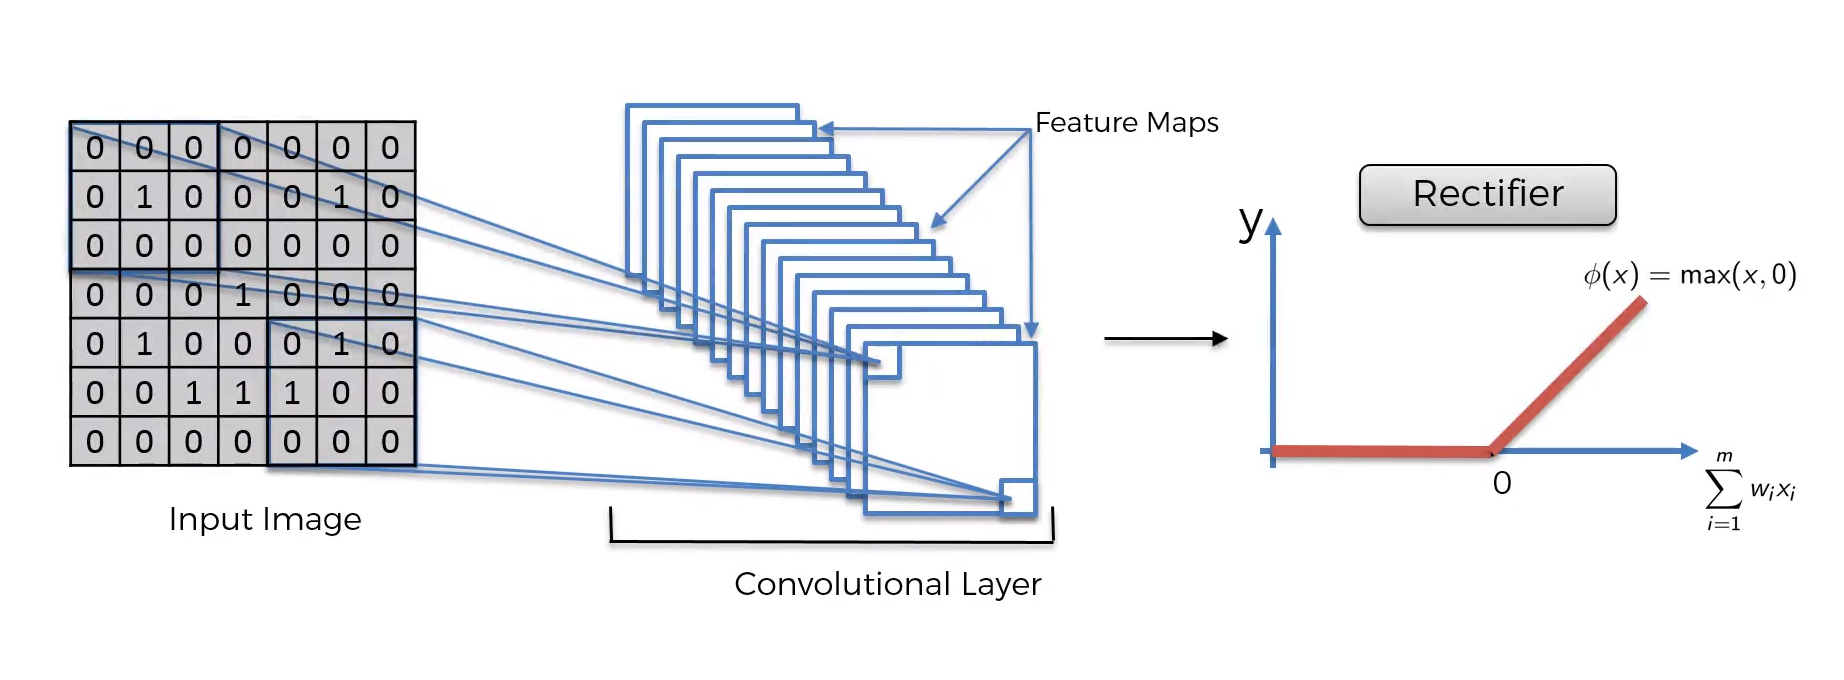 0 0 0 0 0 0 0
0 1 0 0 0 1 0
0 0 0 0 0 0 0
0 0 0 1 0 0 0
0 1 0 0 0 1 0
0 0 1 1 1 0 0
0 0 0 0 0 0 0
Input Image
Feature Maps
Convolutional Layer
Rectifier
y
ϕ(x) = max(x, 0)
0
m
∑ wᵢxᵢ
i=1